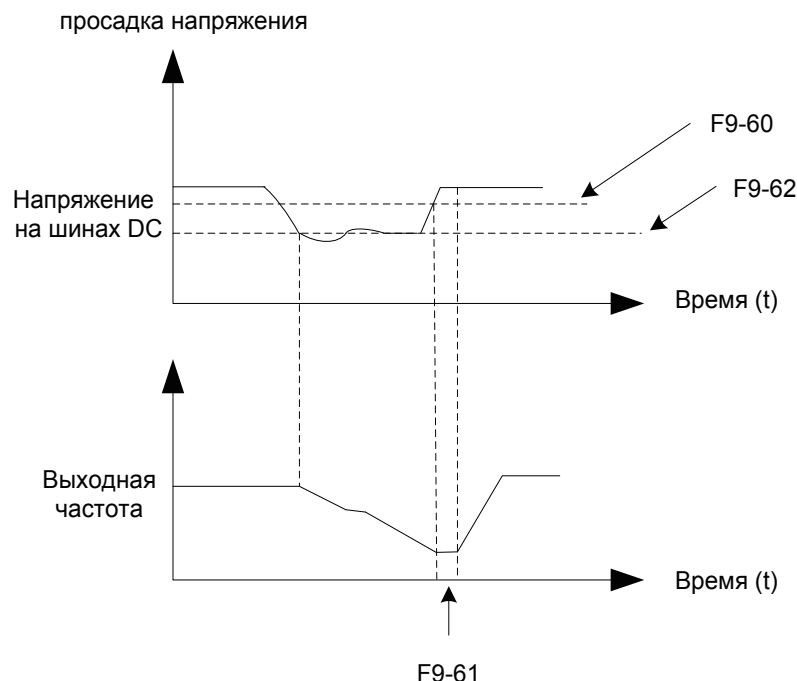 просадка напряжения
F9-60
F9-62
Напряжение
на шинах DC
Время (t)
Выходная
частота
Время (t)
F9-61